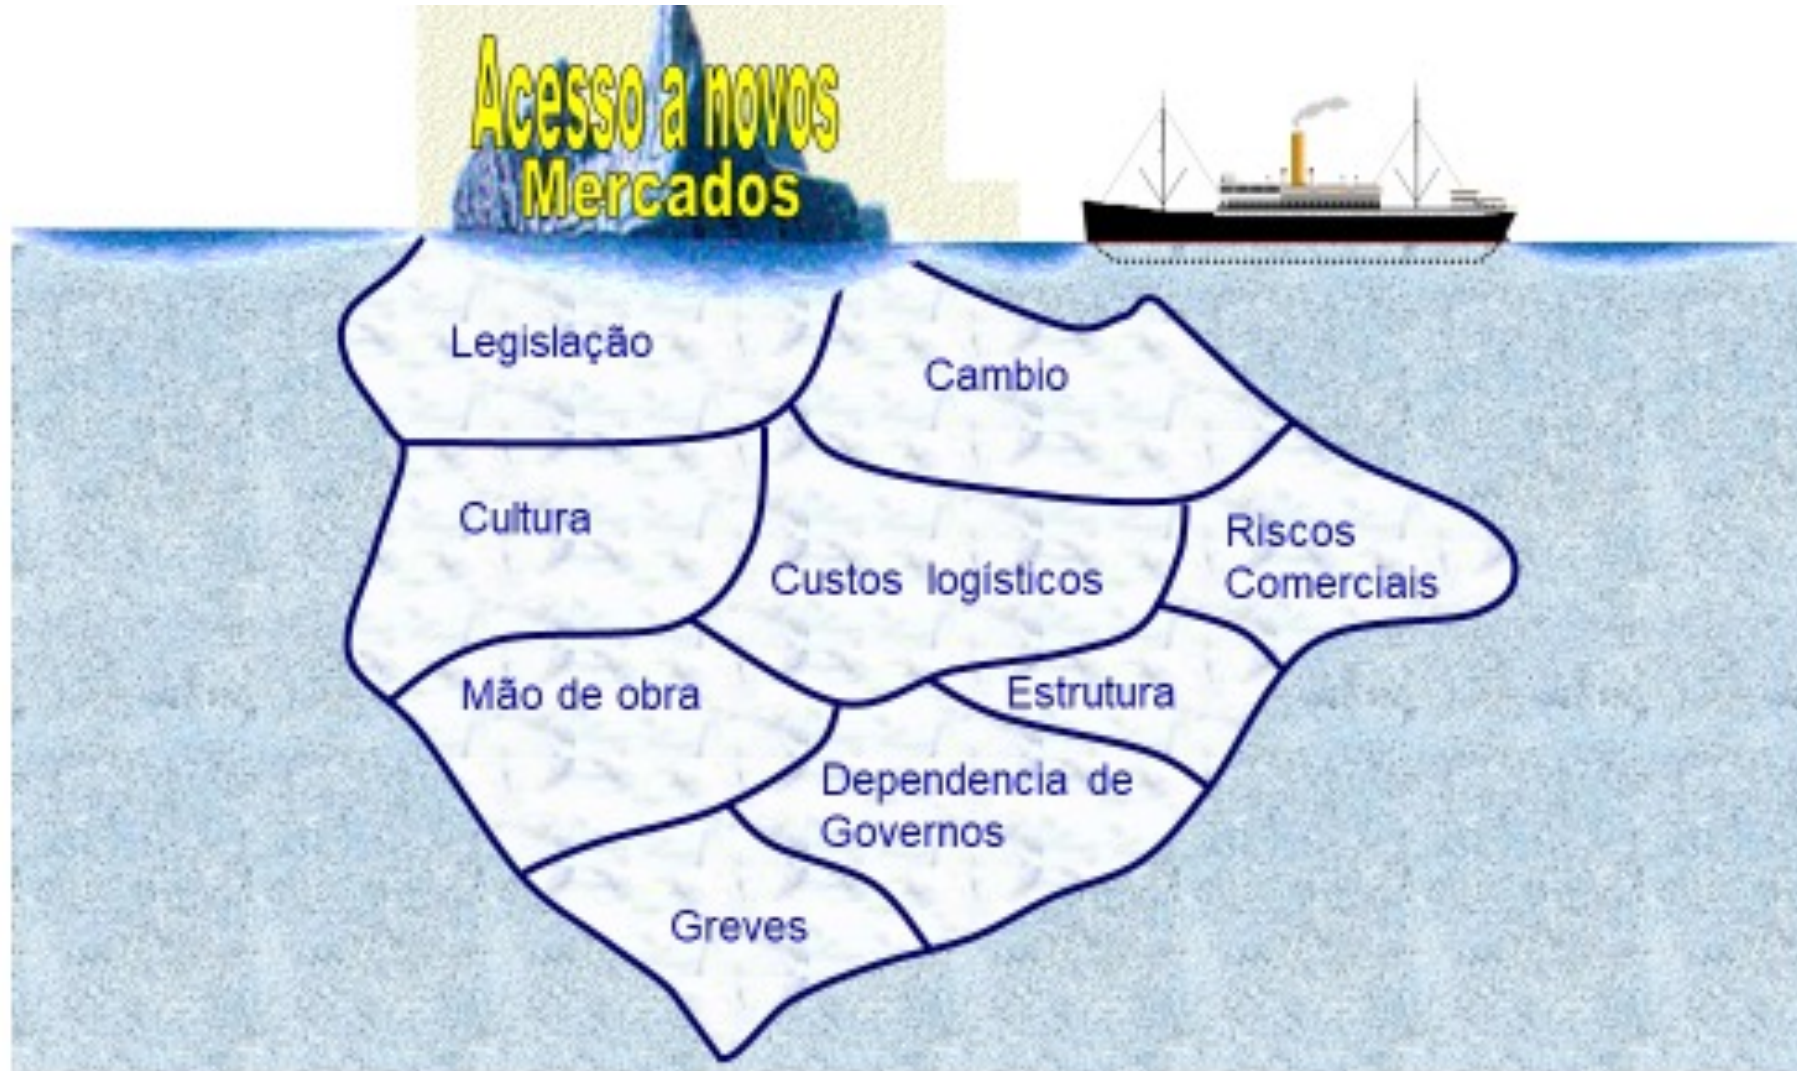 Acesso a novos
Mercados
Legislação
Cambio
Cultura
Custos logísticos
Riscos
Comerciais
Mão de obra
Estrutura
Dependencia de
Governos
Greves